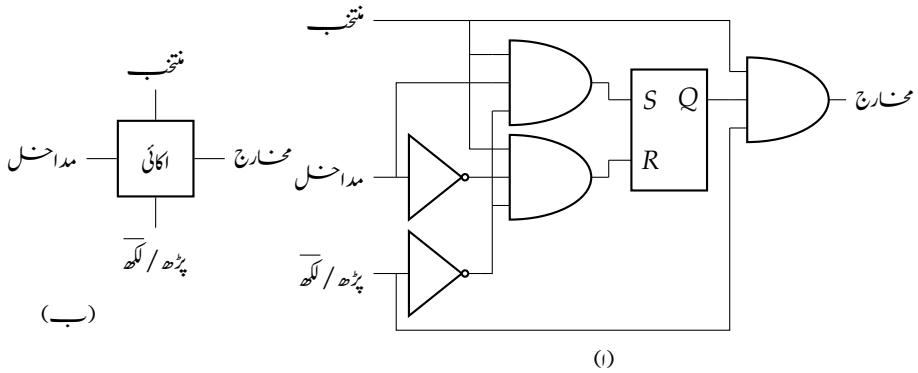 منتخب
مداخل
اکائی
مخارج
پڑھ / لکھ
(ب)
منتخب
مداخل
پڑھ / لکھ
S
Q
R
مخارج
(ا)